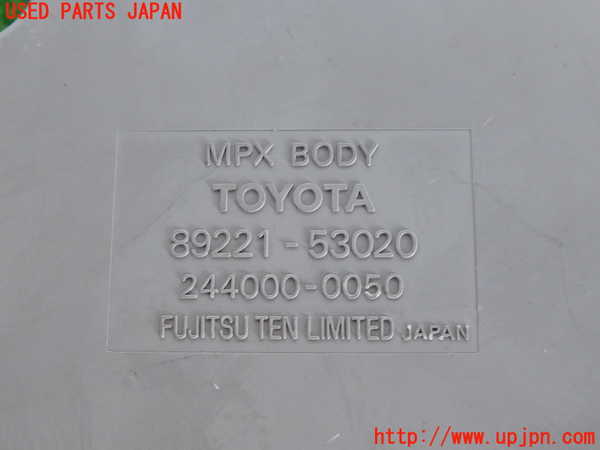 USED PARTS JAPAN
MPX BODY
TOYOTA
89221-53020
244000-0050
FUJITSU TEN LIMITED JAPAN
http://www.upjpn.com/